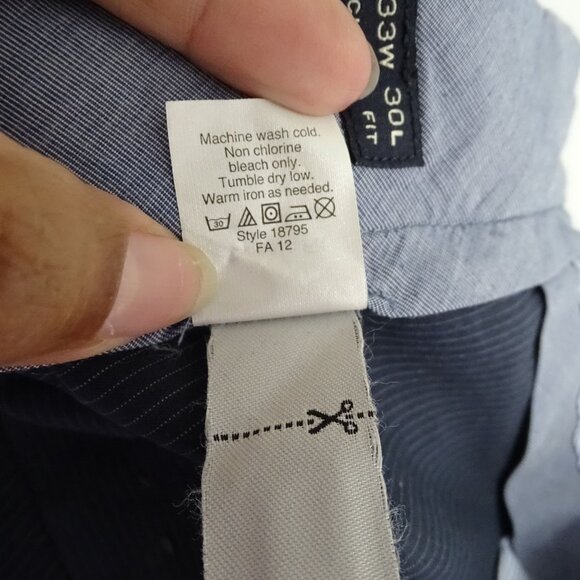 33W 30L
FIT
Machine wash cold.
Non chlorine
bleach only.
Tumble dry low.
Warm iron as needed.
30
Style 18795
FA 12